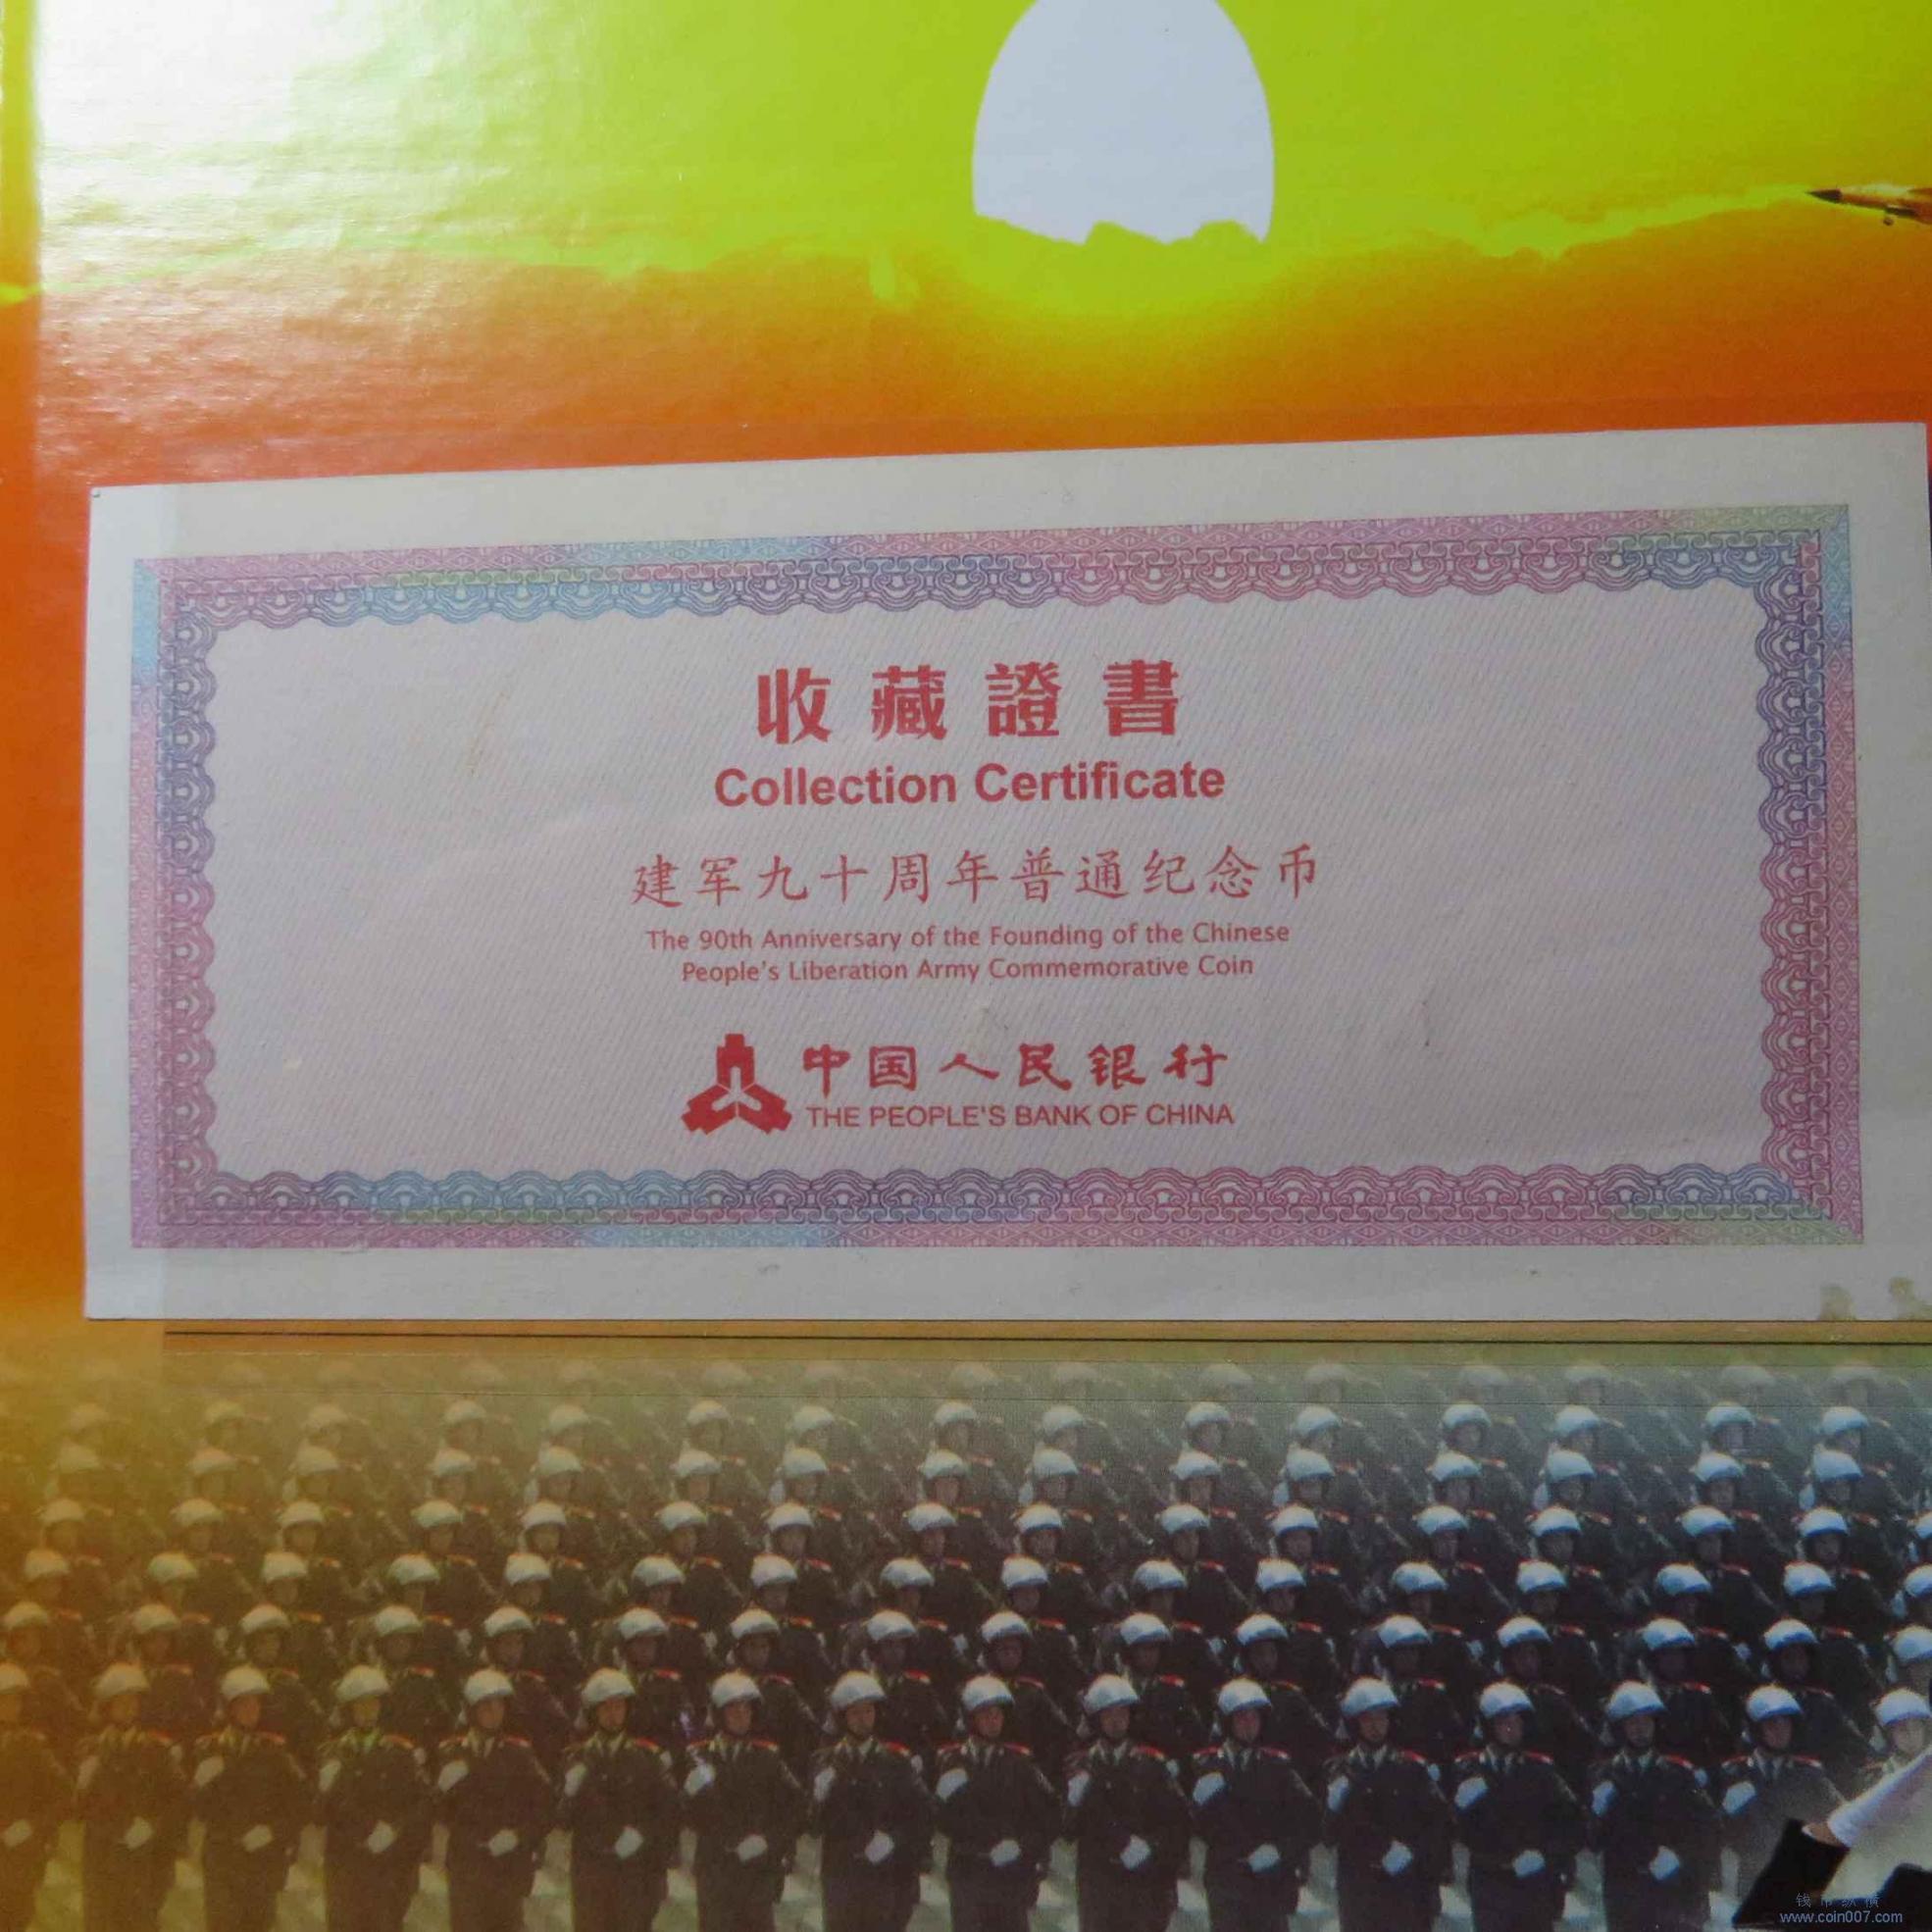 收藏證書
Collection Certificate
建军九十周年普通纪念币
The 90th Anniversary of the Founding of the Chinese
People's Liberation Army Commemorative Coin
中国人民银行
THE PEOPLE'S BANK OF CHINA
钱币纵横
www.coin007.com